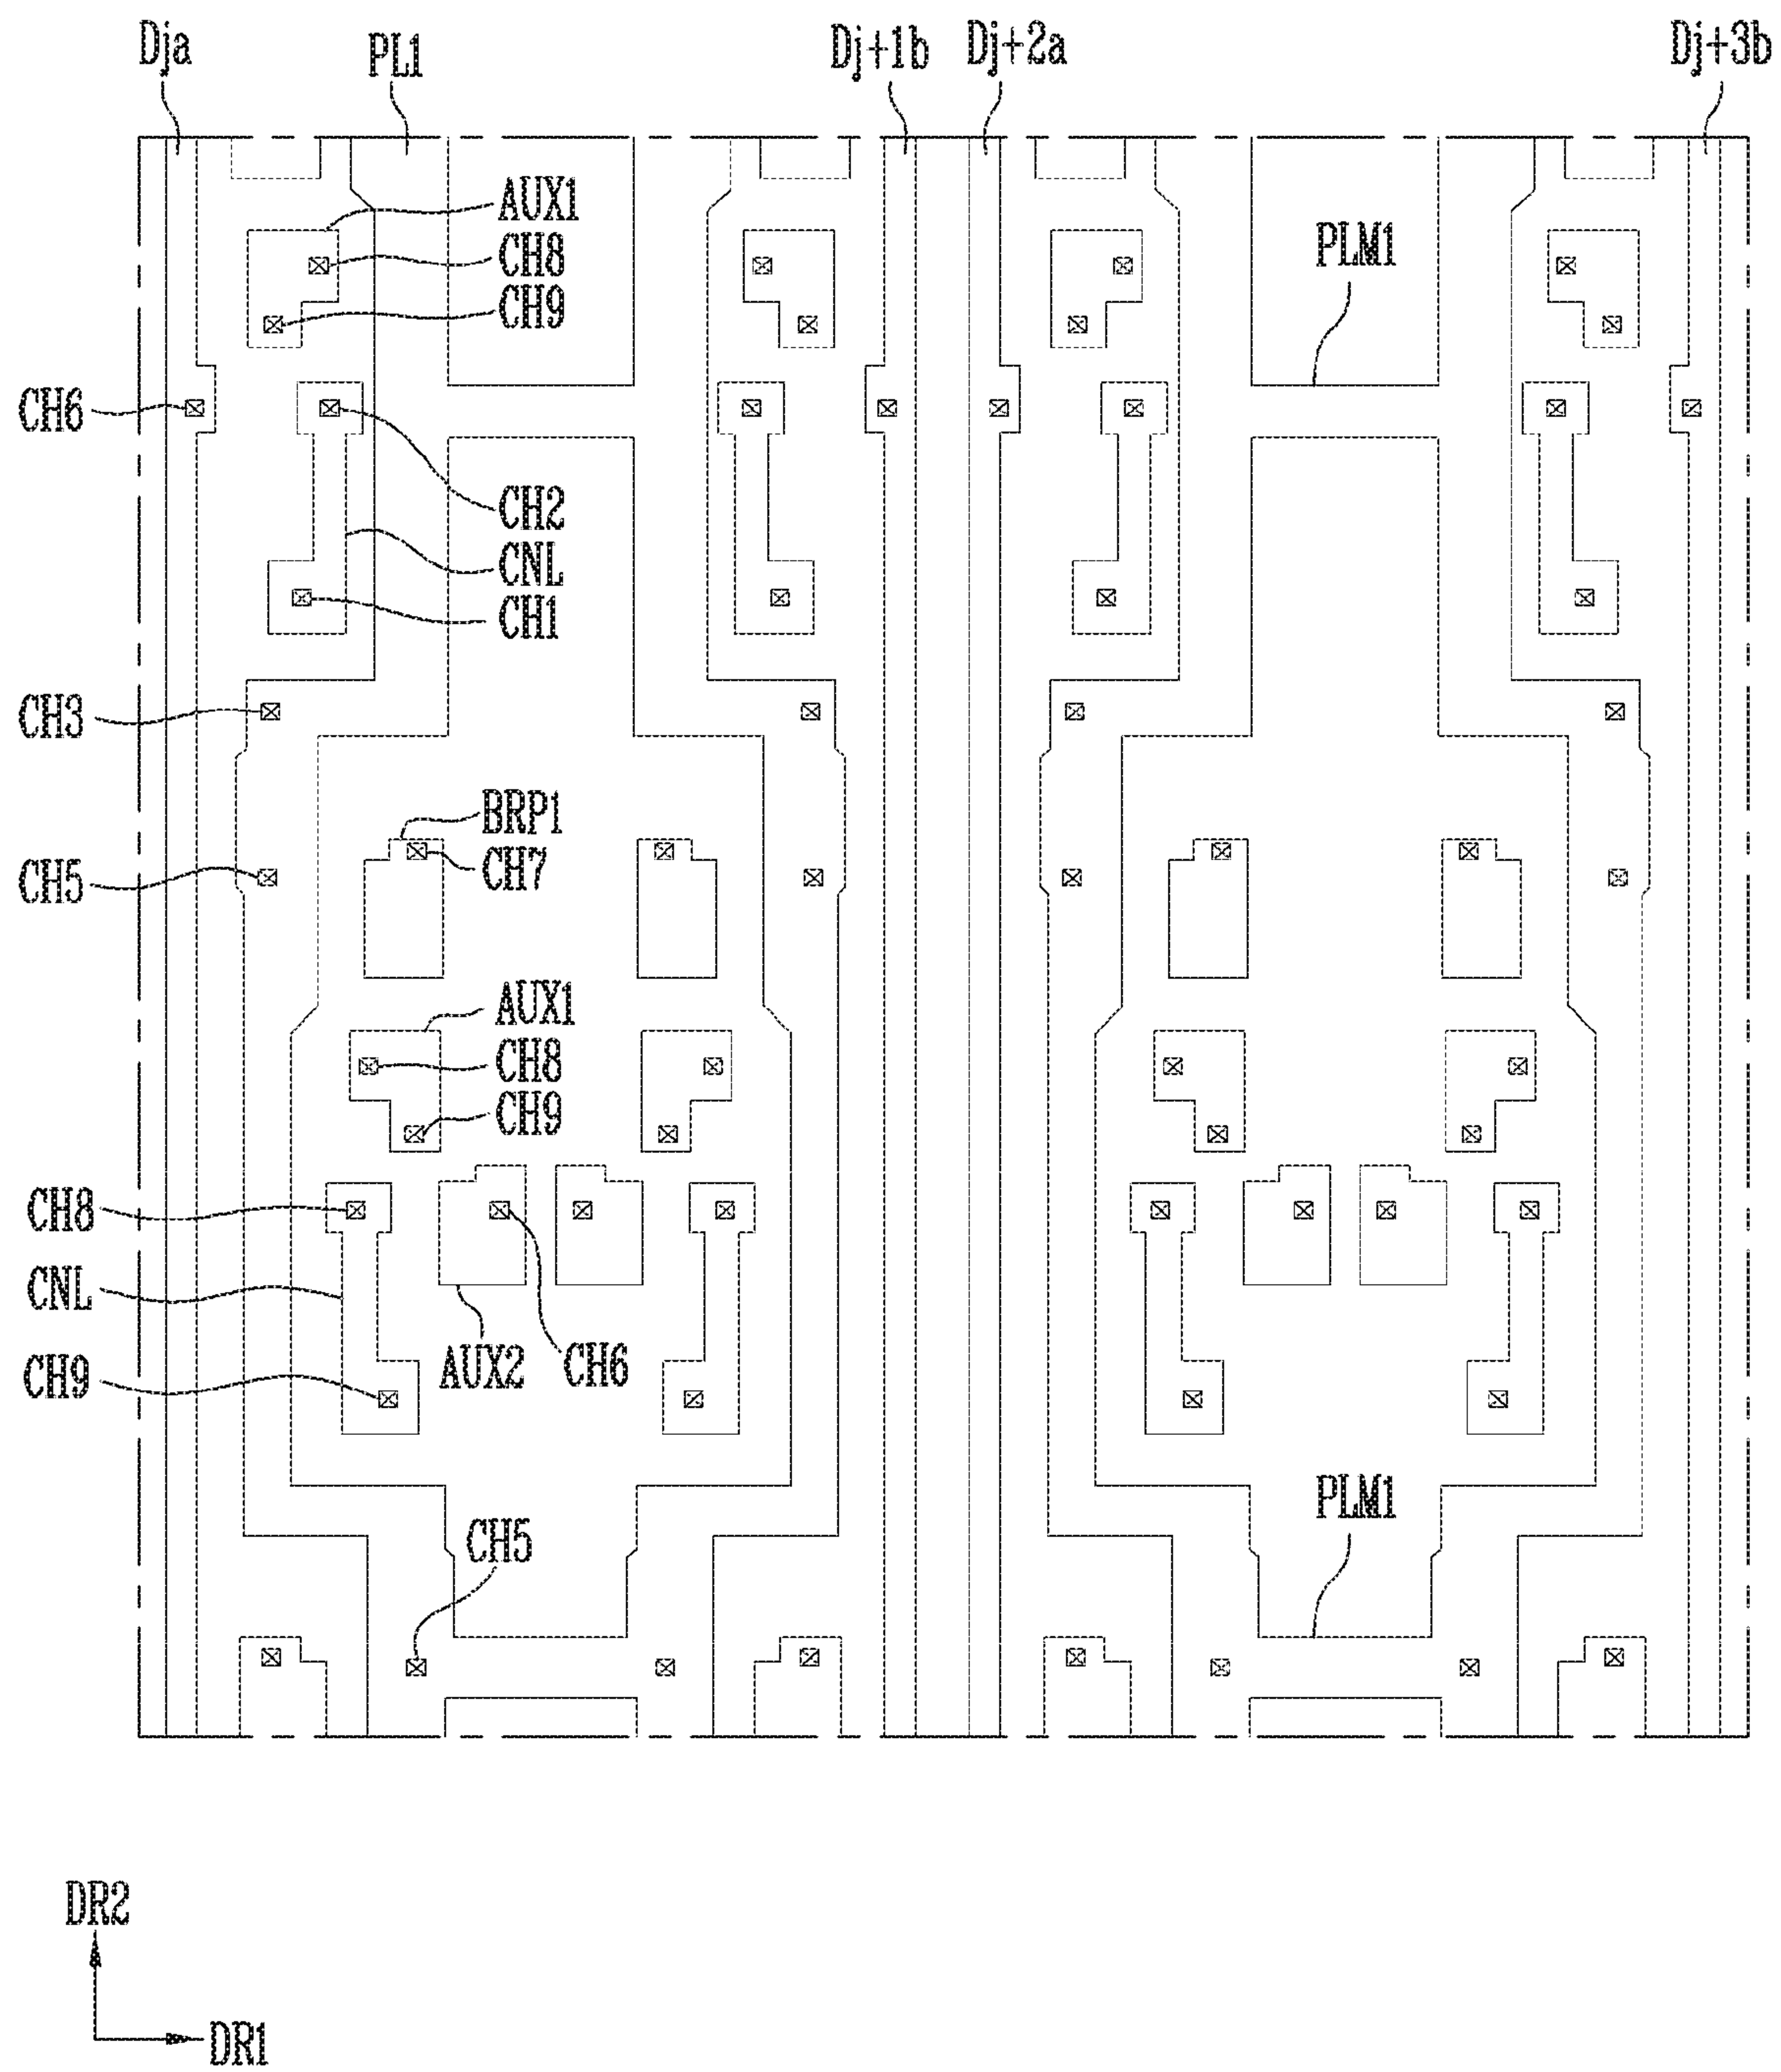 Dja PL1 Dj+1b Dj+2a Dj+3b
AUX1
CH8
PLM1
CH9
CH6
CH2
CNL
CH1
CH3
BRP1
CH7
CH5
AUX1
CH8
CH9
CH8
CNL
CH9
AUX2
CH6
PLM1
CH5
DR2
DR1